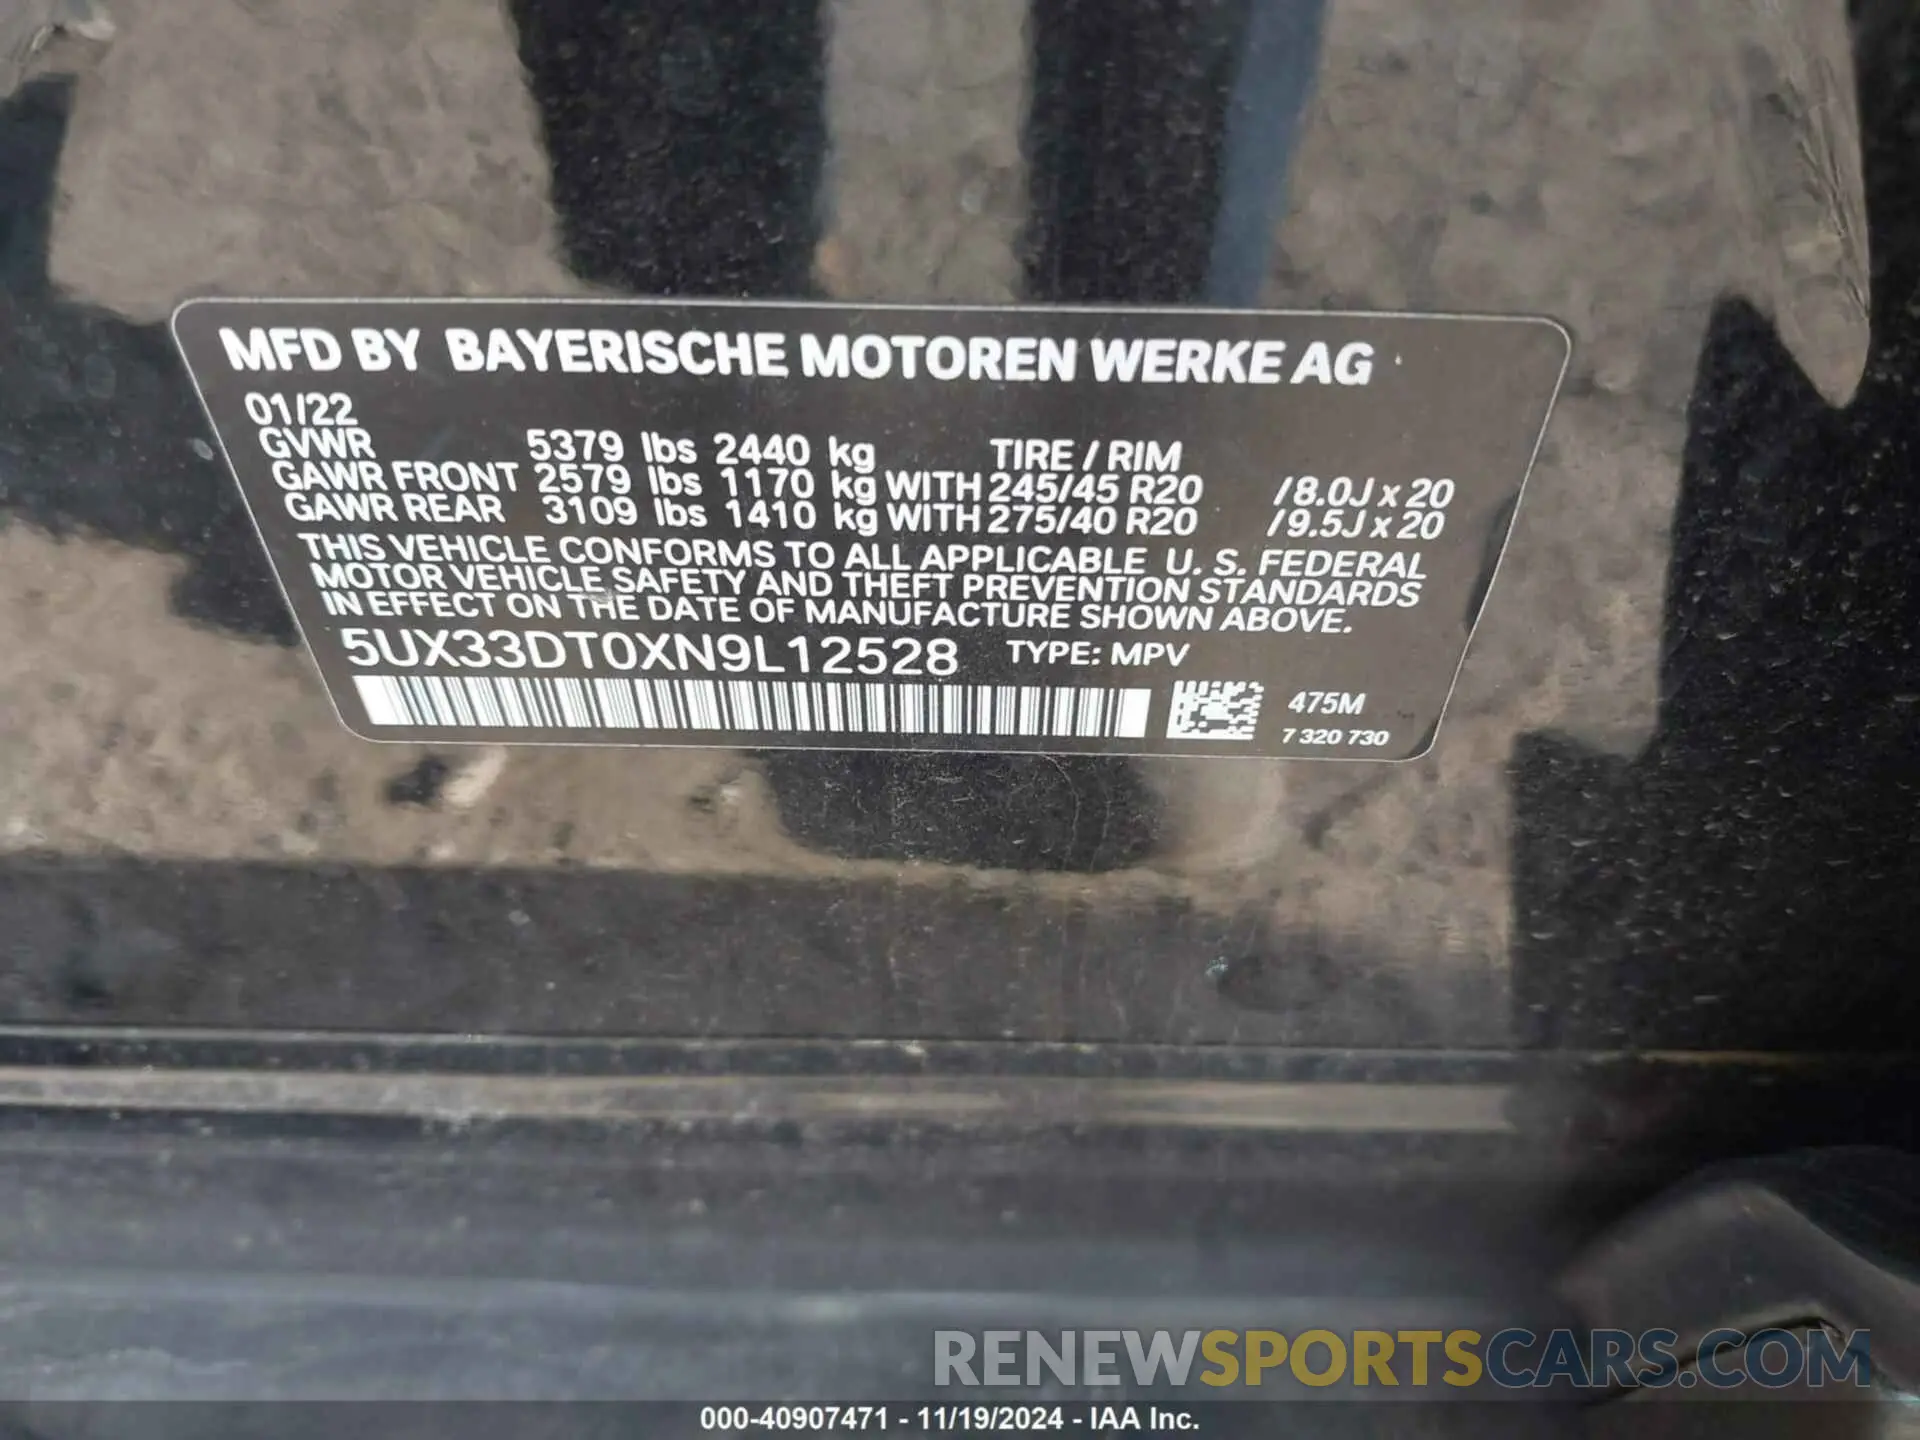 MFD BY BAYERISCHE MOTOREN WERKE AG
01/22
GVWR 5379 lbs 2440 kg TIRE / RIM
GAWR FRONT 2579 lbs 1170 kg WITH 245/45 R20 /8.0J x 20
GAWR REAR 3109 lbs 1410 kg WITH 275/40 R20 /9.5J x 20
THIS VEHICLE CONFORMS TO ALL APPLICABLE U. S. FEDERAL
MOTOR VEHICLE SAFETY AND THEFT PREVENTION STANDARDS
IN EFFECT ON THE DATE OF MANUFACTURE SHOWN ABOVE.
5UX33DT0XN9L12528 TYPE: MPV
475M
7 320 730
RENEWSPORTSCARS.COM
000-40907471 - 11/19/2024 - IAA Inc.